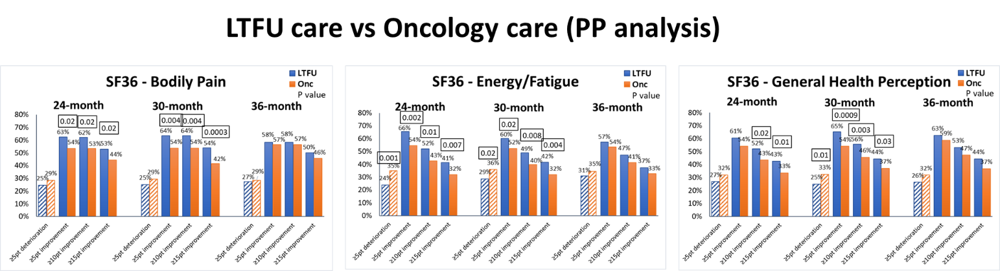 LTFU care vs Oncology care (PP analysis)
SF36 - Bodily Pain
LTFU
Onc
P value
24-month
30-month
36-month
80%
70%
60%
50%
40%
30%
20%
10%
0%
0.02
0.02
0.02
0.004
0.004
0.0003
25%
29%
63%
54%
62%
53%
53%
44%
25%
29%
64%
54%
64%
54%
54%
42%
27%
28%
58%
57%
58%
57%
50%
46%
≥5pt deterioration
≥5pt improvement
≥10pt improvement
≥15pt improvement
≥5pt deterioration
≥5pt improvement
≥10pt improvement
≥15pt improvement
≥5pt deterioration
≥5pt improvement
≥10pt improvement
≥15pt improvement
SF36 - Energy/Fatigue
LTFU
Onc
P value
24-month
30-month
36-month
80%
70%
60%
50%
40%
30%
20%
10%
0%
0.001
0.002
0.01
0.007
0.02
0.02
0.008
0.004
24%
35%
66%
54%
52%
43%
41%
32%
29%
36%
60%
52%
49%
40%
42%
32%
31%
35%
57%
54%
47%
41%
37%
33%
≥5pt deterioration
≥5pt improvement
≥10pt improvement
≥15pt improvement
≥5pt deterioration
≥5pt improvement
≥10pt improvement
≥15pt improvement
≥5pt deterioration
≥5pt improvement
≥10pt improvement
≥15pt improvement
SF36 - General Health Perception
LTFU
Onc
P value
24-month
30-month
36-month
80%
70%
60%
50%
40%
30%
20%
10%
0%
0.02
0.01
0.01
0.0009
0.003
0.03
27%
32%
61%
54%
52%
43%
43%
33%
25%
33%
65%
54%
56%
46%
44%
37%
26%
32%
63%
59%
53%
47%
44%
37%
≥5pt deterioration
≥5pt improvement
≥10pt improvement
≥15pt improvement
≥5pt deterioration
≥5pt improvement
≥10pt improvement
≥15pt improvement
≥5pt deterioration
≥5pt improvement
≥10pt improvement
≥15pt improvement